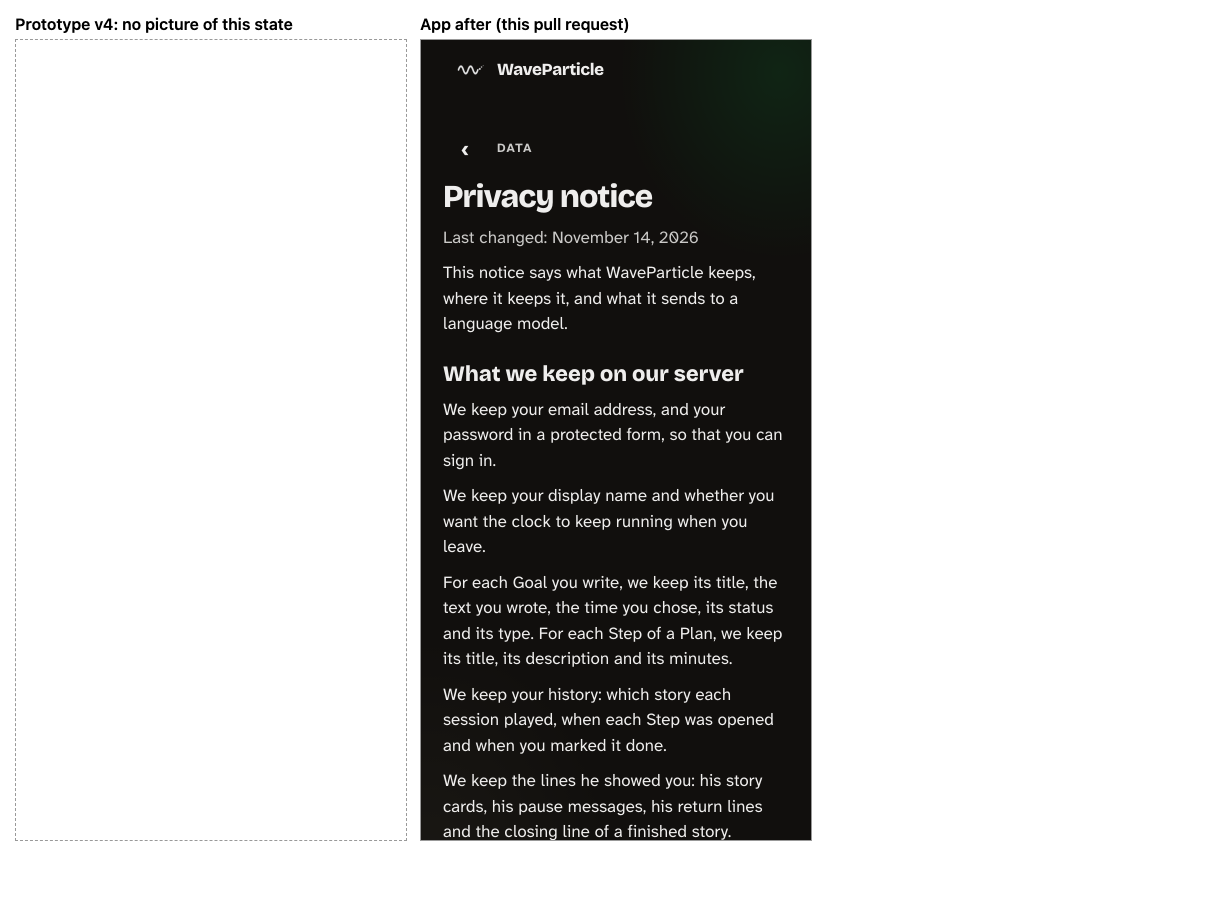 Prototype v4: no picture of this state
App after (this pull request)
WaveParticle
‹ DATA
Privacy notice
Last changed: November 14, 2026
This notice says what WaveParticle keeps,
where it keeps it, and what it sends to a
language model.
What we keep on our server
We keep your email address, and your
password in a protected form, so that you can
sign in.
We keep your display name and whether you
want the clock to keep running when you
leave.
For each Goal you write, we keep its title, the
text you wrote, the time you chose, its status
and its type. For each Step of a Plan, we keep
its title, its description and its minutes.
We keep your history: which story each
session played, when each Step was opened
and when you marked it done.
We keep the lines he showed you: his story
cards, his pause messages, his return lines
and the closing line of a finished story.